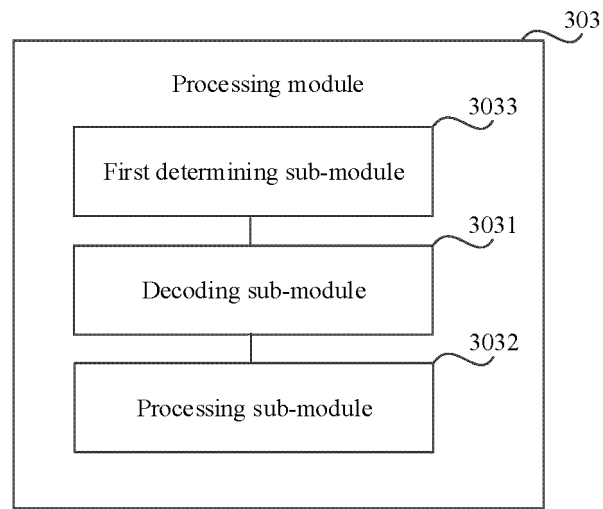 303
Processing module
3033
First determining sub-module
3031
Decoding sub-module
3032
Processing sub-module